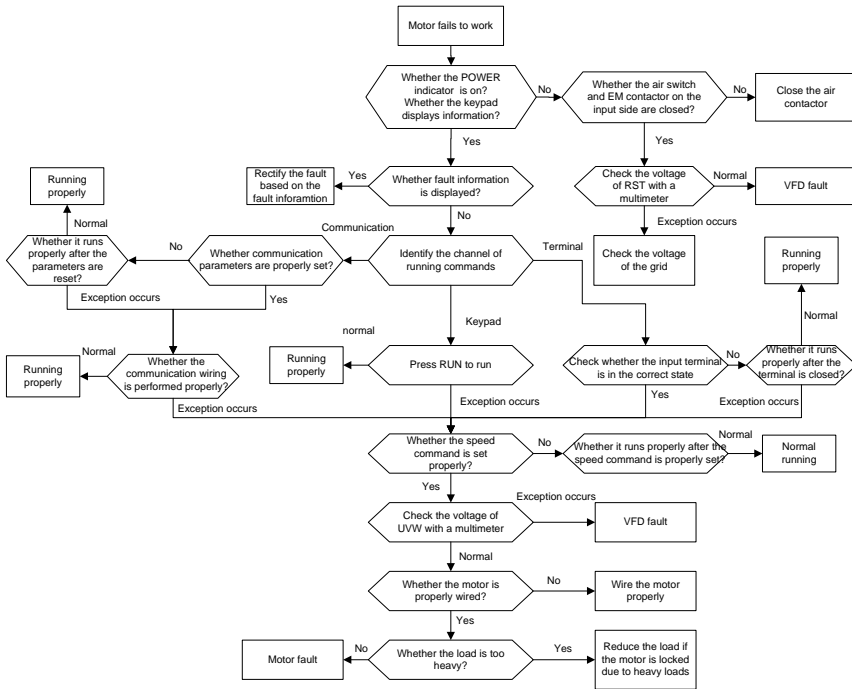 Motor fails to work
Whether the POWER
indicator is on?
Whether the keypad
displays information?
No
Whether the air switch
and EM contactor on the
input side are closed?
No
Close the air
contactor
Yes
Yes
Rectify the fault
based on the
fault inforamtion
Yes
Whether fault information
is displayed?
Check the voltage
of RST with a
multimeter
Normal
VFD fault
Running
properly
Normal
No
Exception occurs
Communication
Terminal
Whether it runs
properly after the
parameters are
reset?
No
Whether communication
parameters are properly set?
Identify the channel of
running commands
Check the voltage
of the grid
Running
properly
Exception occurs
Yes
Keypad
Normal
Running
properly
Normal
Whether the
communication wiring
is performed properly?
normal
Running
properly
Press RUN to run
Check whether the input terminal
is in the correct state
No
Whether it runs
properly after the
terminal is closed?
Exception occurs
Exception occurs
Yes
Exception occurs
Whether the speed
command is set
properly?
No
Whether it runs properly after the
speed command is properly set?
Normal
Normal
running
Yes
Check the voltage of
UVW with a multimeter
Exception occurs
VFD fault
Normal
Whether the motor is
properly wired?
No
Wire the motor
properly
Yes
Motor fault
No
Whether the load is too
heavy?
Yes
Reduce the load if
the motor is locked
due to heavy loads